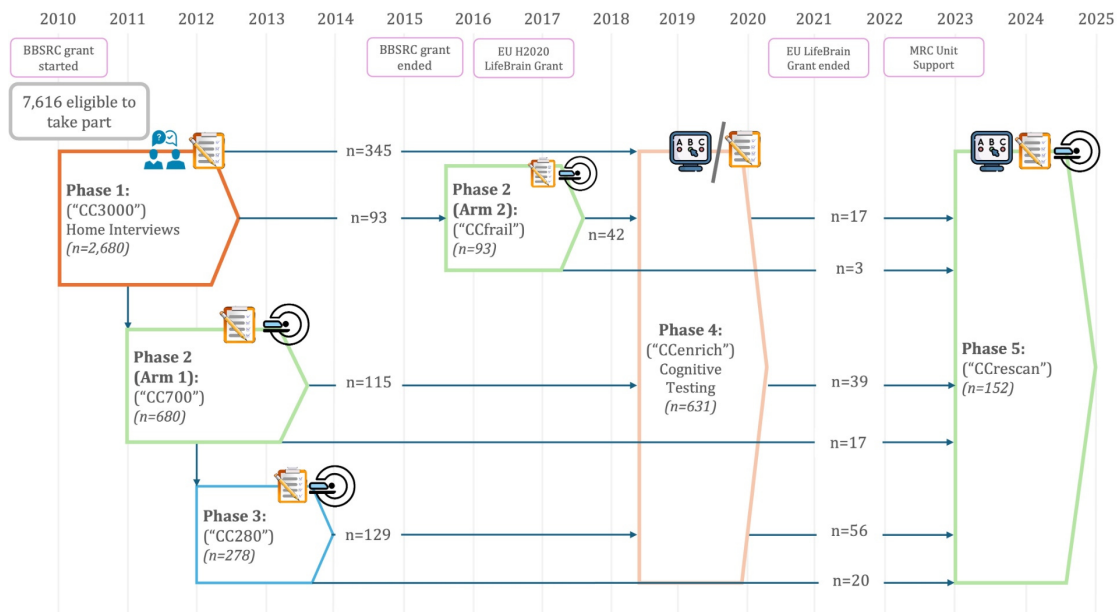 2010 2011 2012 2013 2014 2015 2016 2017 2018 2019 2020 2021 2022 2023 2024 2025
BBSRC grant
started
BBSRC grant
ended
EU H2020
LifeBrain Grant
EU LifeBrain
Grant ended
MRC Unit
Support
7,616 eligible to
take part
Phase 1:
("CC3000")
Home Interviews
(n=2,680)
n=345
n=93
Phase 2
(Arm 2):
("CCfrail")
(n=93)
n=42
A B C
A B C
n=17
n=3
Phase 2
(Arm 1):
("CC700")
(n=680)
n=115
Phase 4:
("CCenrich")
Cognitive
Testing
(n=631)
n=39
n=17
Phase 5:
("CCrescan")
(n=152)
Phase 3:
("CC280")
(n=278)
n=129
n=56
n=20